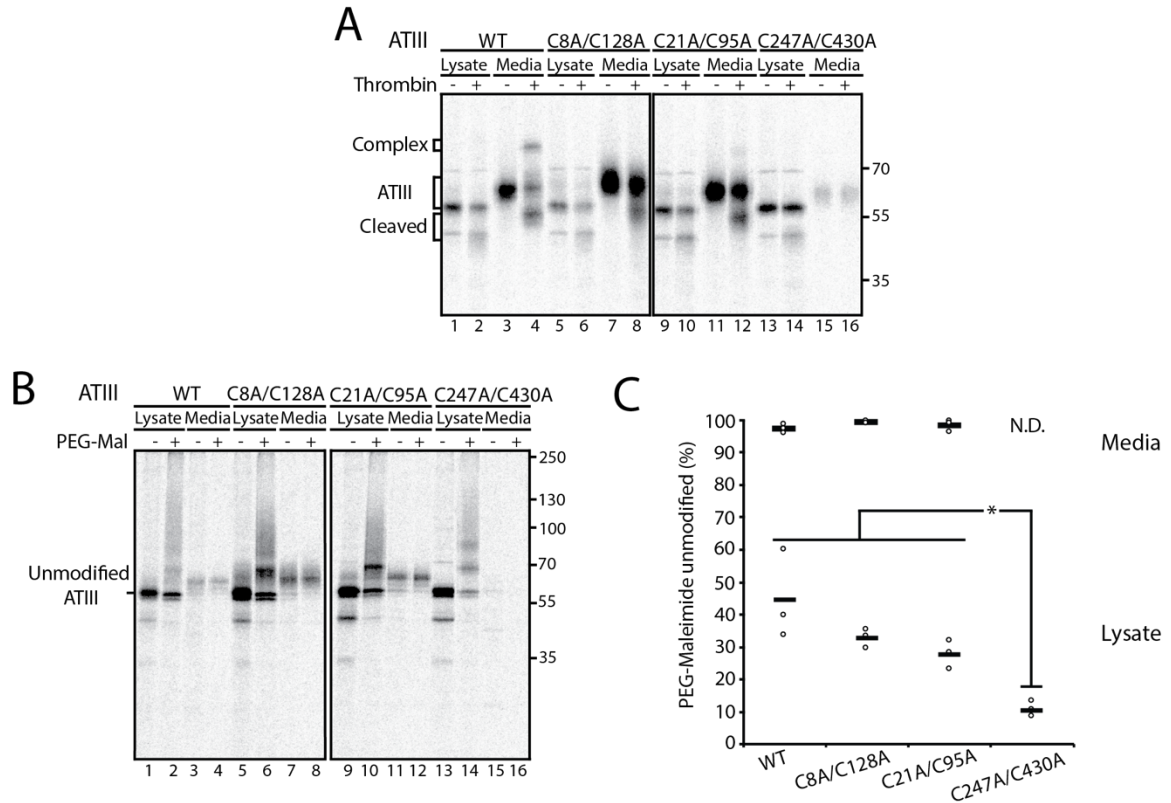 A
ATIII WT C8A/C128A C21A/C95A C247A/C430A
Lysate Media Lysate Media Lysate Media Lysate Media
Thrombin - + - + - + - + - + - + - + - +
Complex
ATIII
Cleaved
70
55
35
1 2 3 4 5 6 7 8 9 10 11 12 13 14 15 16
B
ATIII WT C8A/C128A C21A/C95A C247A/C430A
Lysate Media Lysate Media Lysate Media Lysate Media
PEG-Mal - + - + - + - + - + - + - + - +
Unmodified
ATIII
250
130
100
70
55
35
1 2 3 4 5 6 7 8 9 10 11 12 13 14 15 16
C
PEG-Maleimide unmodified (%)
100
90
80
70
60
50
40
30
20
10
0
N.D.
*
Media
Lysate
WT C8A/C128A C21A/C95A C247A/C430A